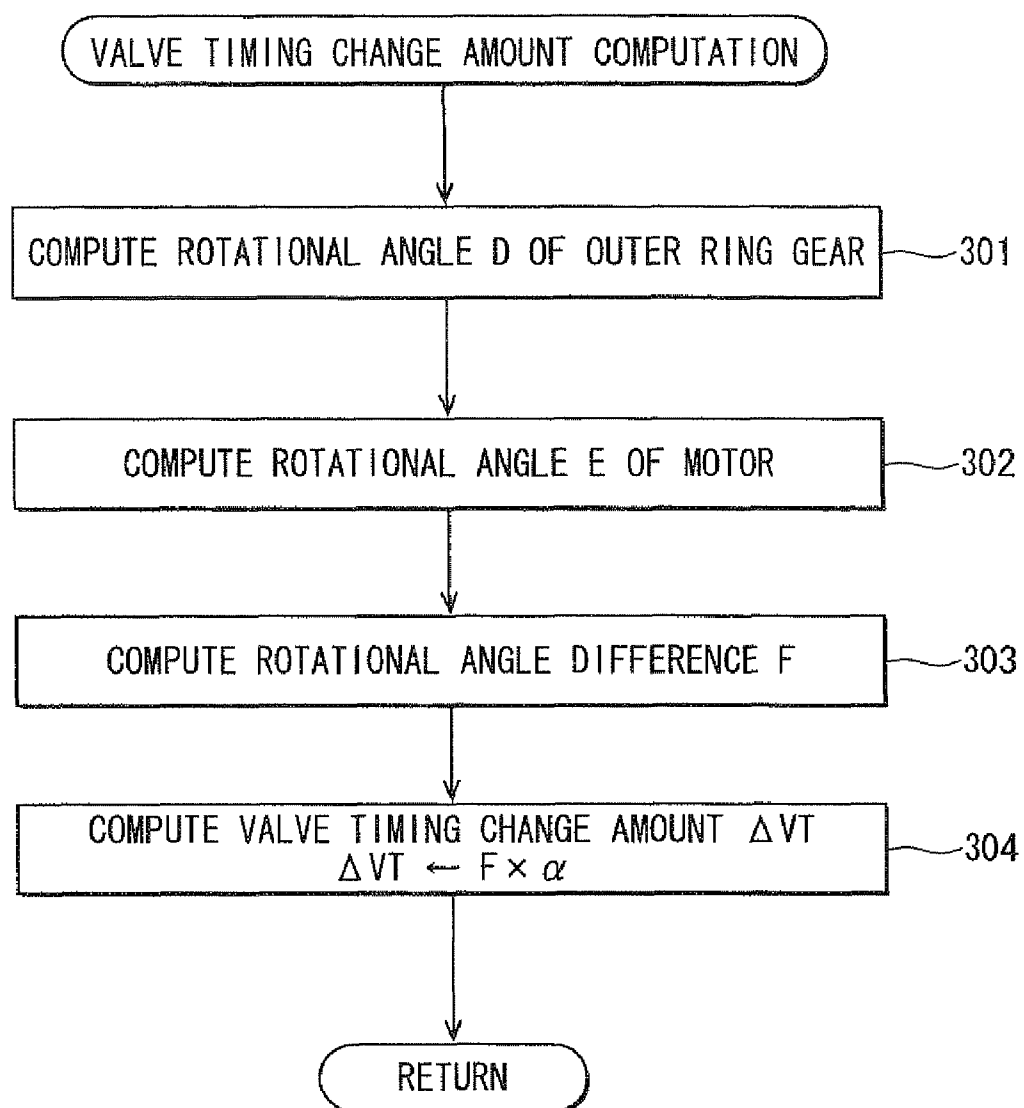 VALVE TIMING CHANGE AMOUNT COMPUTATION
COMPUTE ROTATIONAL ANGLE D OF OUTER RING GEAR
301
COMPUTE ROTATIONAL ANGLE E OF MOTOR
302
COMPUTE ROTATIONAL ANGLE DIFFERENCE F
303
COMPUTE VALVE TIMING CHANGE AMOUNT ΔVT
ΔVT ← F × α
304
RETURN